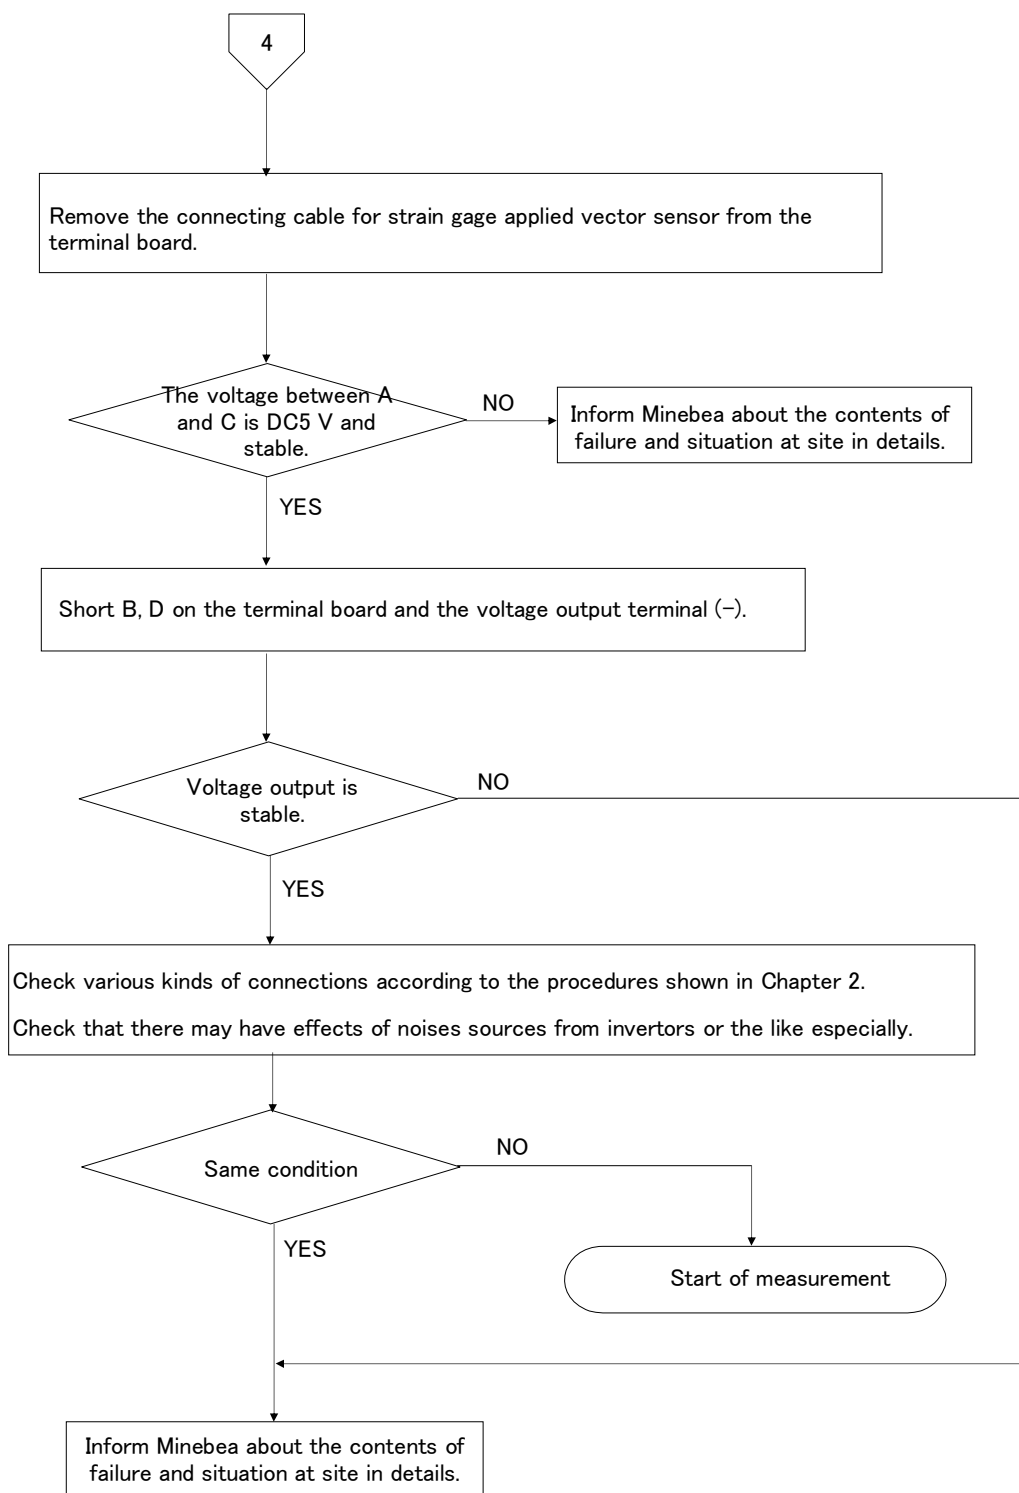 4
Remove the connecting cable for strain gage applied vector sensor from the
terminal board.
The voltage between A
and C is DC5 V and
stable.
NO
Inform Minebea about the contents of
failure and situation at site in details.
YES
Short B, D on the terminal board and the voltage output terminal (-).
Voltage output is
stable.
NO
YES
Check various kinds of connections according to the procedures shown in Chapter 2.
Check that there may have effects of noises sources from invertors or the like especially.
Same condition
NO
YES
Start of measurement
Inform Minebea about the contents of
failure and situation at site in details.